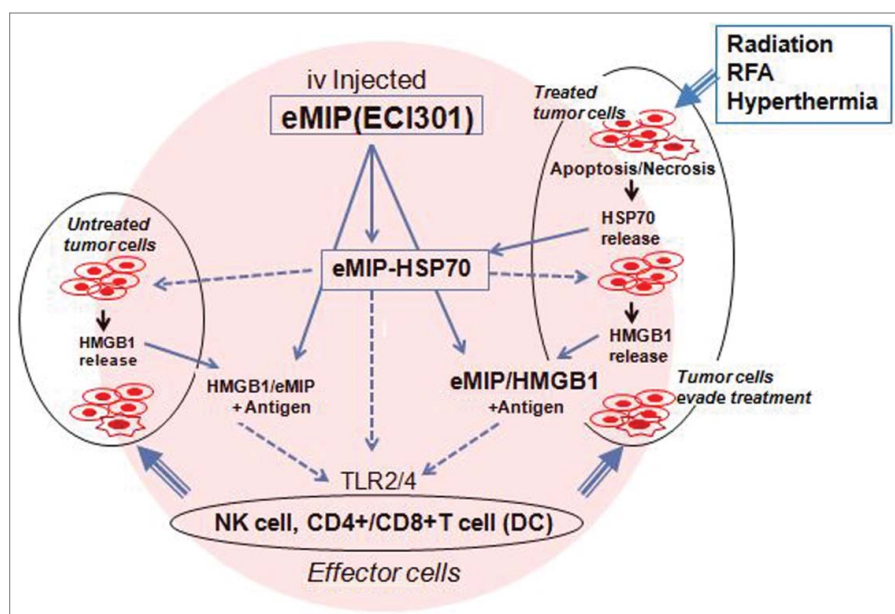 Radiation
RFA
Hyperthermia
iv Injected
eMIP(ECI301)
Treated
tumor cells
Apoptosis/Necrosis
HSP70
release
Untreated
tumor cells
eMIP-HSP70
HMGB1
release
HMGB1
release
HMGB1/eMIP
+Antigen
eMIP/HMGB1
+Antigen
Tumor cells
evade treatment
TLR2/4
NK cell, CD4+/CD8+T cell (DC)
Effector cells